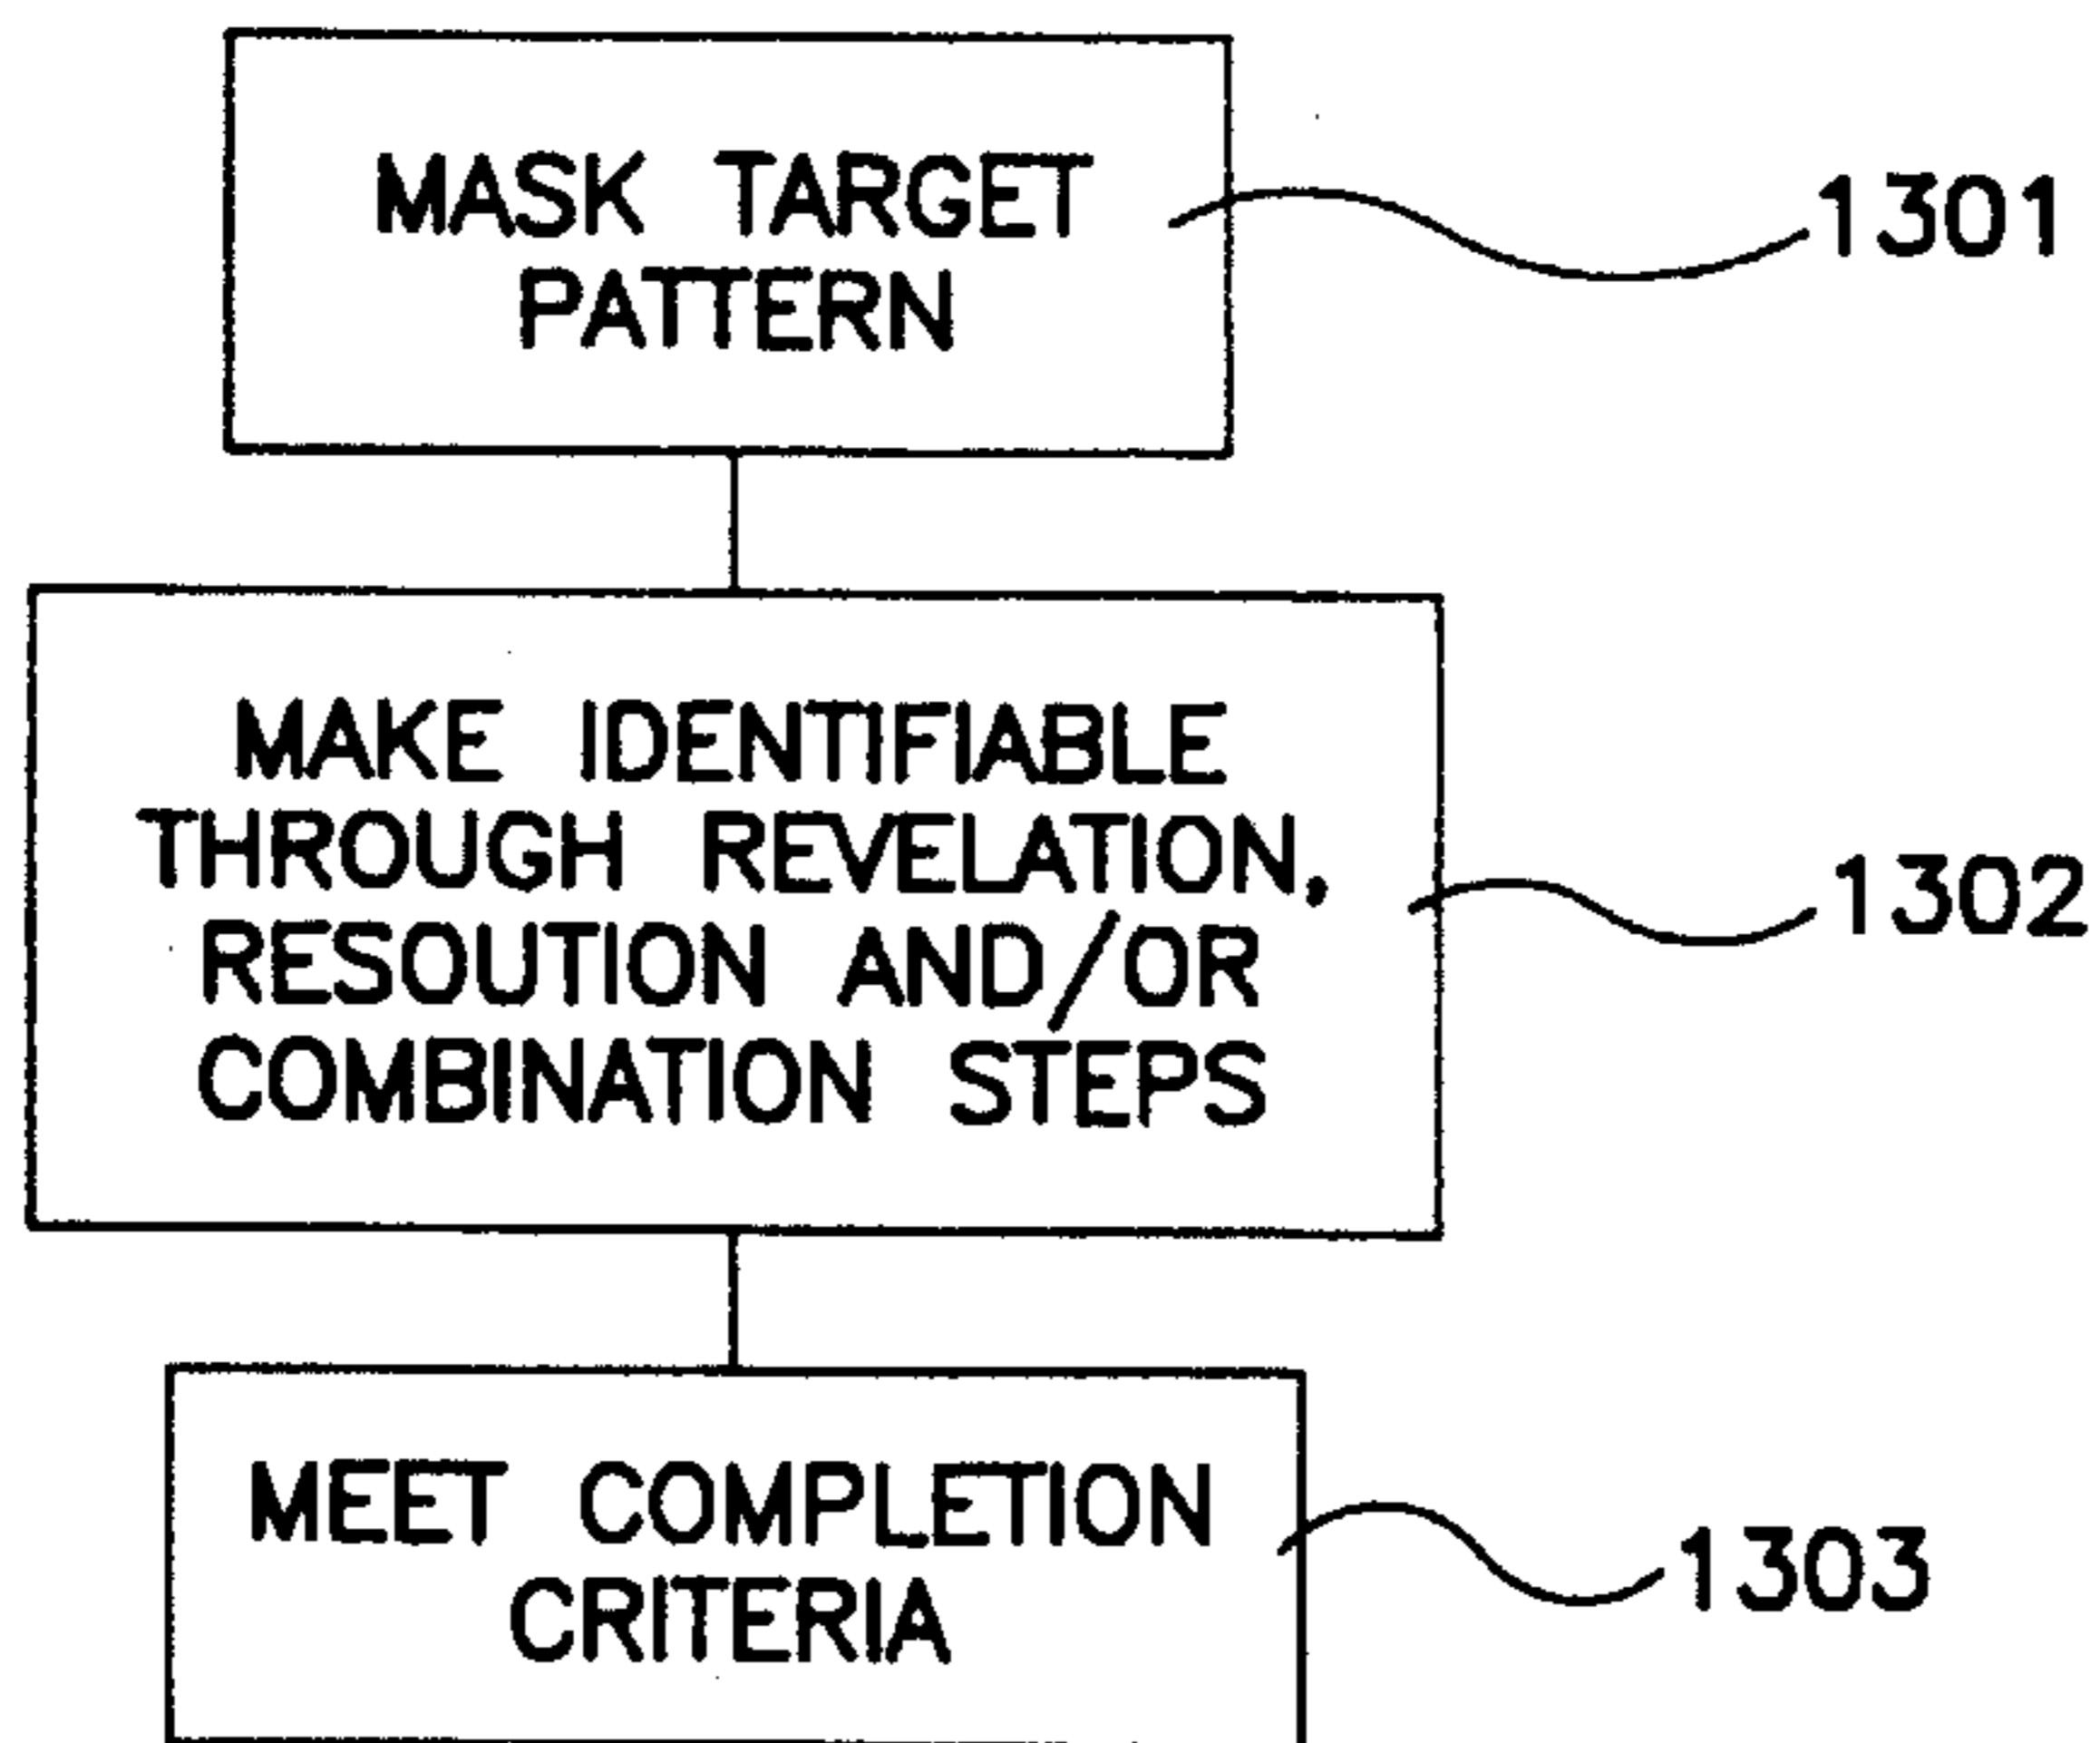 MASK TARGET
PATTERN
1301
MAKE IDENTIFIABLE
THROUGH REVELATION,
RESOUTION AND/OR
COMBINATION STEPS
1302
MEET COMPLETION
CRITERIA
1303